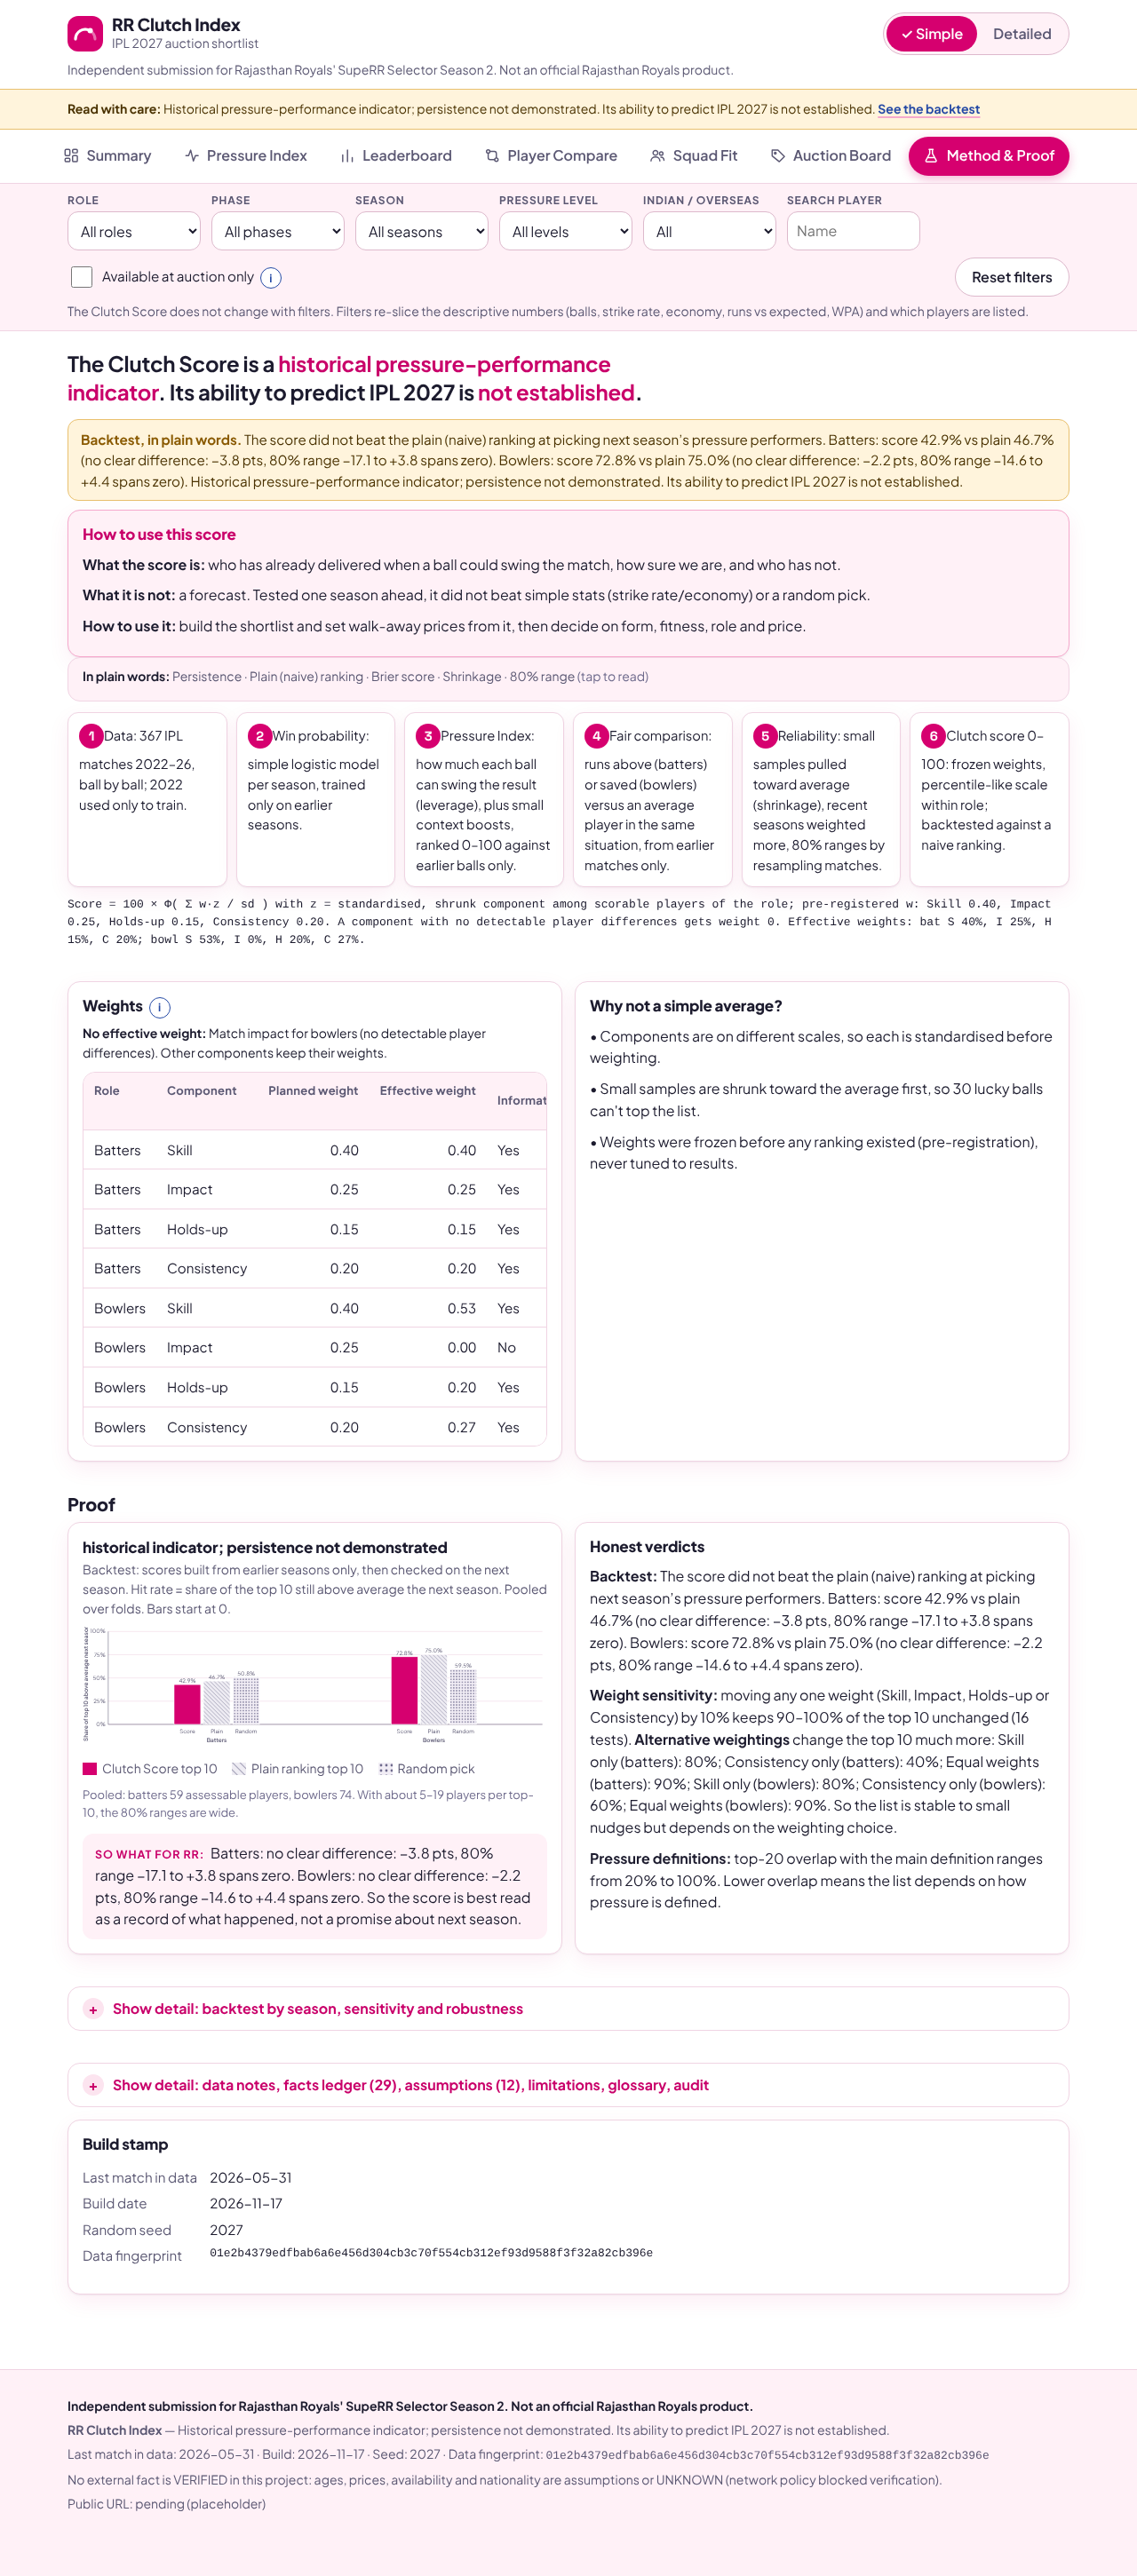 RR Clutch Index
IPL 2027 auction shortlist
✓ Simple
Detailed
Independent submission for Rajasthan Royals' SupeRR Selector Season 2. Not an official Rajasthan Royals product.
Read with care: Historical pressure-performance indicator; persistence not demonstrated. Its ability to predict IPL 2027 is not established. See the backtest
Summary
Pressure Index
Leaderboard
Player Compare
Squad Fit
Auction Board
Method & Proof
ROLE
PHASE
SEASON
PRESSURE LEVEL
INDIAN / OVERSEAS
SEARCH PLAYER
All roles
All phases
All seasons
All levels
All
Name
Available at auction only i
Reset filters
The Clutch Score does not change with filters. Filters re-slice the descriptive numbers (balls, strike rate, economy, runs vs expected, WPA) and which players are listed.
The Clutch Score is a historical pressure-performance
indicator. Its ability to predict IPL 2027 is not established.
Backtest, in plain words. The score did not beat the plain (naive) ranking at picking next season's pressure performers. Batters: score 42.9% vs plain 46.7%
(no clear difference: −3.8 pts, 80% range −17.1 to +3.8 spans zero). Bowlers: score 72.8% vs plain 75.0% (no clear difference: −2.2 pts, 80% range −14.6 to
+4.4 spans zero). Historical pressure-performance indicator; persistence not demonstrated. Its ability to predict IPL 2027 is not established.
How to use this score
What the score is: who has already delivered when a ball could swing the match, how sure we are, and who has not.
What it is not: a forecast. Tested one season ahead, it did not beat simple stats (strike rate/economy) or a random pick.
How to use it: build the shortlist and set walk-away prices from it, then decide on form, fitness, role and price.
In plain words: Persistence · Plain (naive) ranking · Brier score · Shrinkage · 80% range (tap to read)
1 Data: 367 IPL
matches 2022–26,
ball by ball; 2022
used only to train.
2 Win probability:
simple logistic model
per season, trained
only on earlier
seasons.
3 Pressure Index:
how much each ball
can swing the result
(leverage), plus small
context boosts,
ranked 0–100 against
earlier balls only.
4 Fair comparison:
runs above (batters)
or saved (bowlers)
versus an average
player in the same
situation, from earlier
matches only.
5 Reliability: small
samples pulled
toward average
(shrinkage), recent
seasons weighted
more, 80% ranges by
resampling matches.
6 Clutch score 0–
100: frozen weights,
percentile-like scale
within role;
backtested against a
naive ranking.
Score = 100 × Φ( Σ w·z / sd ) with z = standardised, shrunk component among scorable players of the role; pre-registered w: Skill 0.40, Impact
0.25, Holds-up 0.15, Consistency 0.20. A component with no detectable player differences gets weight 0. Effective weights: bat S 40%, I 25%, H
15%, C 20%; bowl S 53%, I 0%, H 20%, C 27%.
Weights i
No effective weight: Match impact for bowlers (no detectable player
differences). Other components keep their weights.
Role Component Planned weight Effective weight Informat
Batters Skill 0.40 0.40 Yes
Batters Impact 0.25 0.25 Yes
Batters Holds-up 0.15 0.15 Yes
Batters Consistency 0.20 0.20 Yes
Bowlers Skill 0.40 0.53 Yes
Bowlers Impact 0.25 0.00 No
Bowlers Holds-up 0.15 0.20 Yes
Bowlers Consistency 0.20 0.27 Yes
Why not a simple average?
• Components are on different scales, so each is standardised before
weighting.
• Small samples are shrunk toward the average first, so 30 lucky balls
can't top the list.
• Weights were frozen before any ranking existed (pre-registration),
never tuned to results.
Proof
historical indicator; persistence not demonstrated
Backtest: scores built from earlier seasons only, then checked on the next
season. Hit rate = share of the top 10 still above average the next season. Pooled
over folds. Bars start at 0.
Share of top 10 above average next season
100%
75%
50%
25%
0%
42.9% 46.7% 50.8%
72.8% 75.0% 59.5%
Score Plain Random
Score Plain Random
Batters
Bowlers
Clutch Score top 10
Plain ranking top 10
Random pick
Pooled: batters 59 assessable players, bowlers 74. With about 5–19 players per top-
10, the 80% ranges are wide.
SO WHAT FOR RR: Batters: no clear difference: −3.8 pts, 80%
range −17.1 to +3.8 spans zero. Bowlers: no clear difference: −2.2
pts, 80% range −14.6 to +4.4 spans zero. So the score is best read
as a record of what happened, not a promise about next season.
Honest verdicts
Backtest: The score did not beat the plain (naive) ranking at picking
next season's pressure performers. Batters: score 42.9% vs plain
46.7% (no clear difference: −3.8 pts, 80% range −17.1 to +3.8 spans
zero). Bowlers: score 72.8% vs plain 75.0% (no clear difference: −2.2
pts, 80% range −14.6 to +4.4 spans zero).
Weight sensitivity: moving any one weight (Skill, Impact, Holds-up or
Consistency) by 10% keeps 90–100% of the top 10 unchanged (16
tests). Alternative weightings change the top 10 much more: Skill
only (batters): 80%; Consistency only (batters): 40%; Equal weights
(batters): 90%; Skill only (bowlers): 80%; Consistency only (bowlers):
60%; Equal weights (bowlers): 90%. So the list is stable to small
nudges but depends on the weighting choice.
Pressure definitions: top-20 overlap with the main definition ranges
from 20% to 100%. Lower overlap means the list depends on how
pressure is defined.
+ Show detail: backtest by season, sensitivity and robustness
+ Show detail: data notes, facts ledger (29), assumptions (12), limitations, glossary, audit
Build stamp
Last match in data 2026-05-31
Build date 2026-11-17
Random seed 2027
Data fingerprint 01e2b4379edfbab6a6e456d304cb3c70f554cb312ef93d9588f3f32a82cb396e
Independent submission for Rajasthan Royals' SupeRR Selector Season 2. Not an official Rajasthan Royals product.
RR Clutch Index — Historical pressure-performance indicator; persistence not demonstrated. Its ability to predict IPL 2027 is not established.
Last match in data: 2026-05-31 · Build: 2026-11-17 · Seed: 2027 · Data fingerprint: 01e2b4379edfbab6a6e456d304cb3c70f554cb312ef93d9588f3f32a82cb396e
No external fact is VERIFIED in this project: ages, prices, availability and nationality are assumptions or UNKNOWN (network policy blocked verification).
Public URL: pending (placeholder)